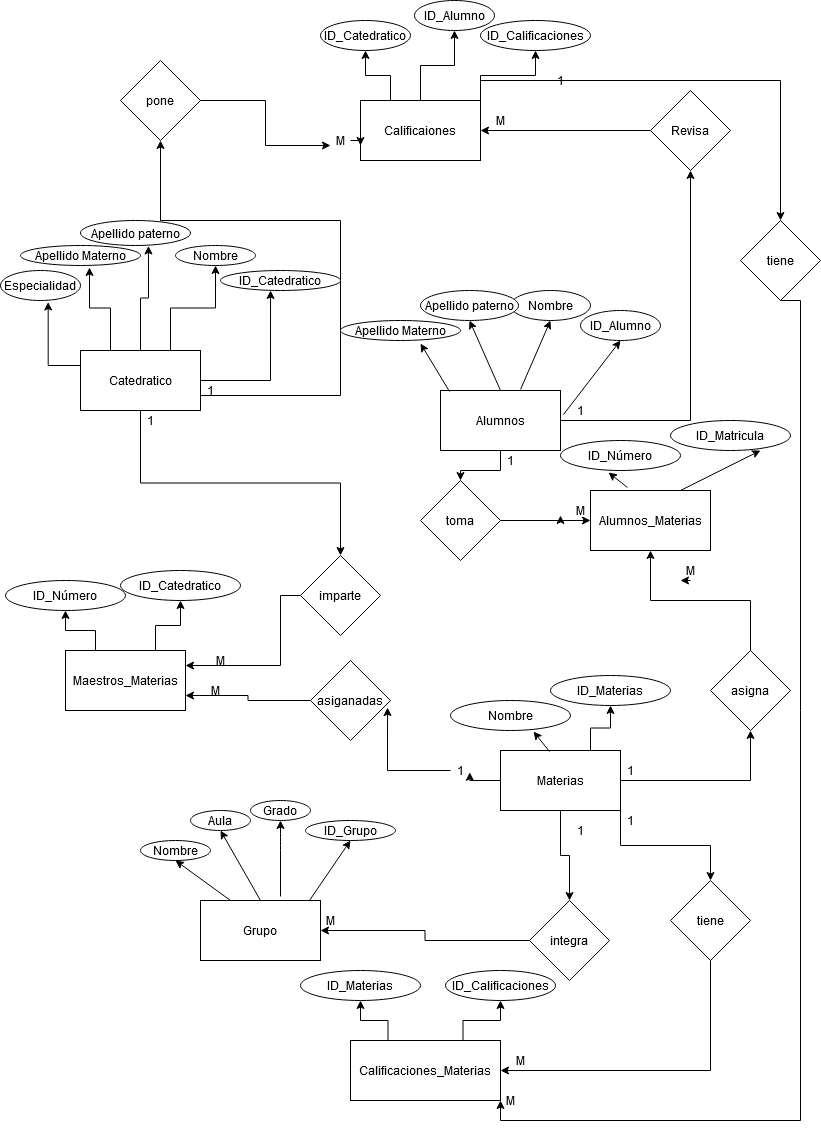 ID_Alumno
ID_Catedratico
ID_Calificaciones
1
pone
Califcaiones
M
M
Revisa
Apellido paterno
Apellido Materno
Nombre
tiene
Especialidad
ID_Catedratico
Apellido paterno
Nombre
ID_Alumno
Apellido Materno
Catedratico
1
1
Alumnos
1
1
ID_Matricula
ID_Número
toma
M
Alumnos_Materias
M
ID_Número
ID_Catedratico
imparte
M
Maestros_Materias
M
asiganadas
asigna
ID_Materias
Nombre
1
Materias
1
1
1
Grado
Aula
ID_Grupo
Nombre
M
Grupo
integra
tiene
ID_Materias
ID_Calificaciones
M
Calificaciones_Materias
M